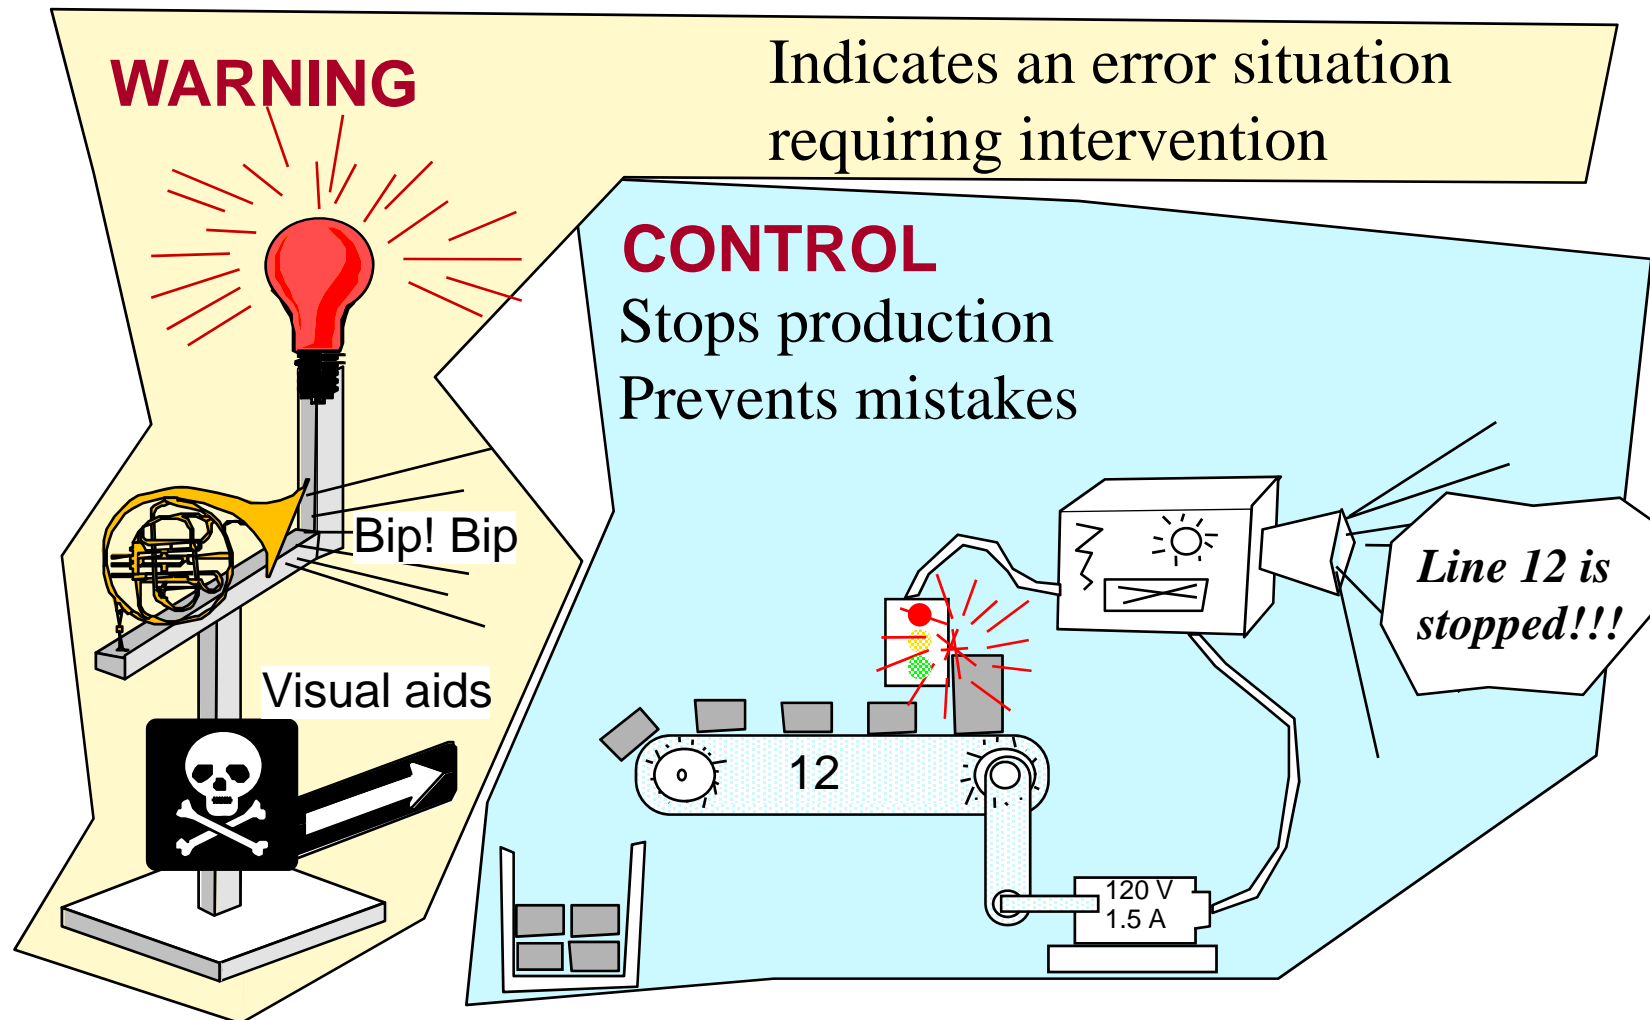 WARNING
Indicates an error situation
requiring intervention
CONTROL
Stops production
Prevents mistakes
Bip! Bip
Visual aids
Line 12 is
stopped!!!
12
120 V
1.5 A